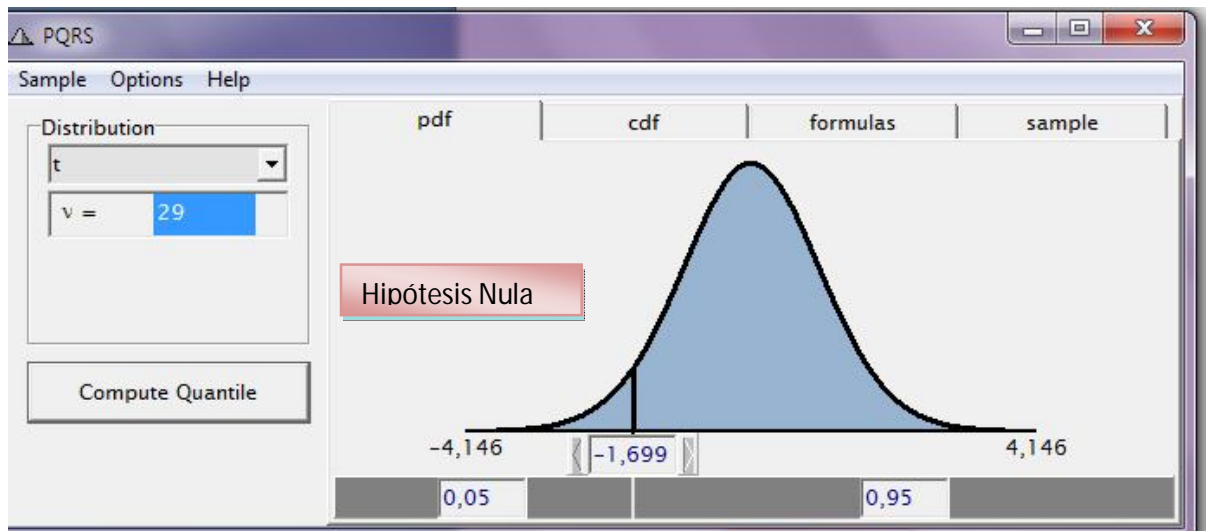 PQRS
Sample Options Help
Distribution
t
ν = 29
Compute Quantile
pdf cdf formulas sample
Hipótesis Nula
-4,146 -1,699 4,146
0,05 0,95